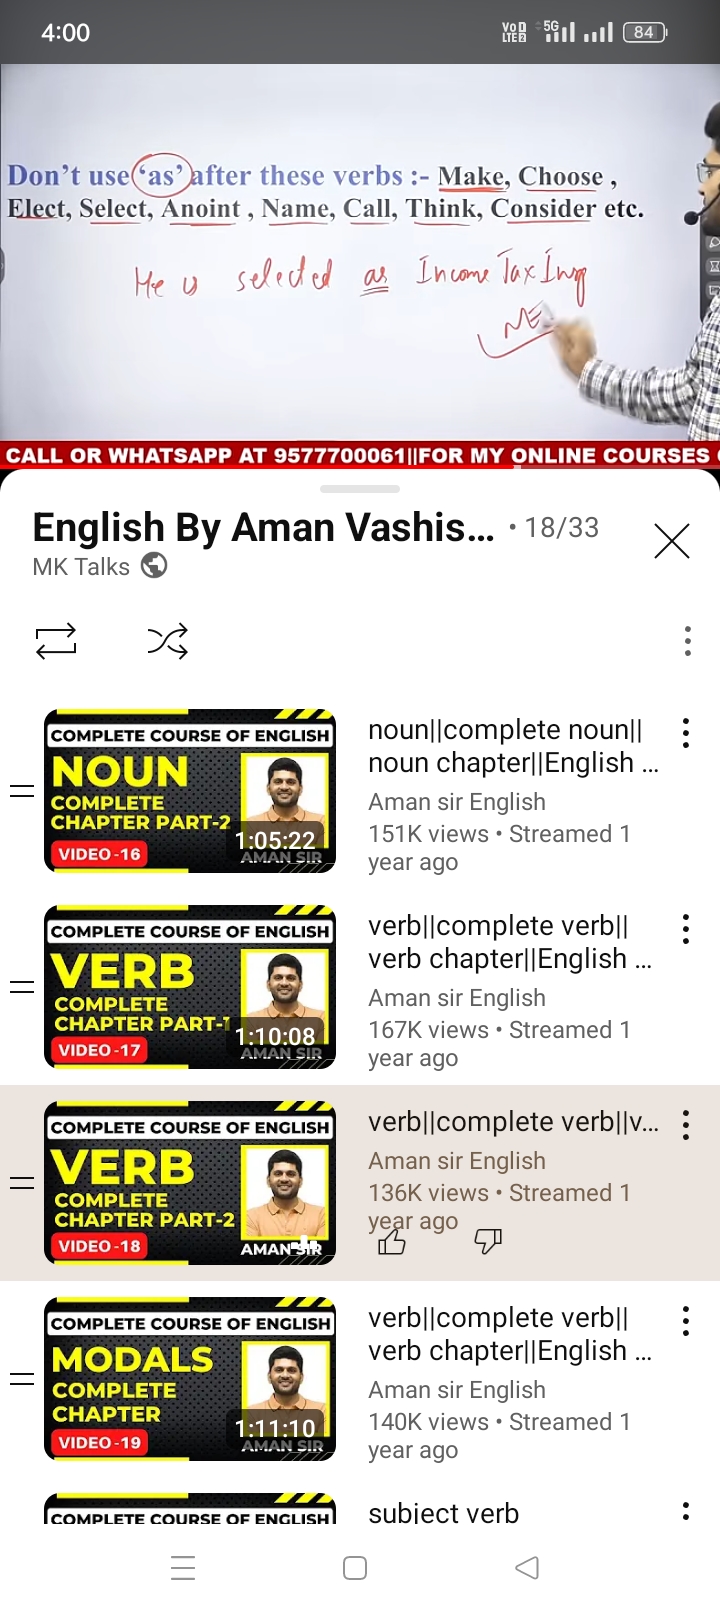 4:00
VoD
LTE2
5G
84
Don't use 'as' after these verbs :- Make, Choose ,
Elect, Select, Anoint , Name, Call, Think, Consider etc.
He is selected as Income Tax
NE
CALL OR WHATSAPP AT 9577700061||FOR MY ONLINE COURSES
English By Aman Vashis... • 18/33
MK Talks
COMPLETE COURSE OF ENGLISH
NOUN
COMPLETE
CHAPTER PART-2
VIDEO -16
1:05:22
AMAN SIR
noun||complete noun||
noun chapter||English ...
Aman sir English
151K views • Streamed 1
year ago
COMPLETE COURSE OF ENGLISH
VERB
COMPLETE
CHAPTER PART-1
VIDEO -17
1:10:08
AMAN SIR
verb||complete verb||
verb chapter||English ...
Aman sir English
167K views • Streamed 1
year ago
COMPLETE COURSE OF ENGLISH
VERB
COMPLETE
CHAPTER PART-2
VIDEO -18
AMAN SIR
verb||complete verb||v...
Aman sir English
136K views • Streamed 1
year ago
COMPLETE COURSE OF ENGLISH
MODALS
COMPLETE
CHAPTER
VIDEO -19
1:11:10
AMAN SIR
verb||complete verb||
verb chapter||English ...
Aman sir English
140K views • Streamed 1
year ago
COMPLETE COURSE OF ENGLISH
subject verb